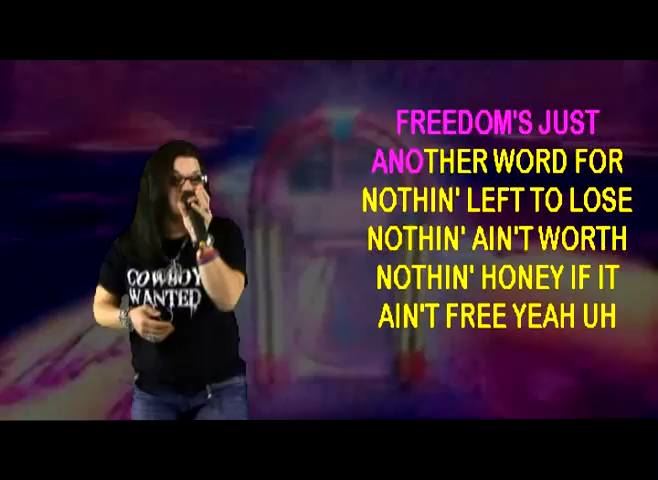 FREEDOM'S JUST
ANOTHER WORD FOR
NOTHIN' LEFT TO LOSE
NOTHIN' AIN'T WORTH
NOTHIN' HONEY IF IT
AIN'T FREE YEAH UH
COWBOY
WANTED